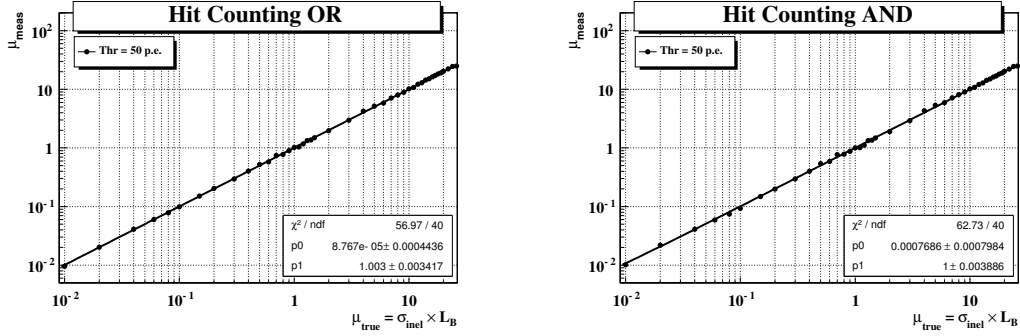 Hit Counting OR
μmeas
10²
10
1
10⁻¹
10⁻²
Thr = 50 p.e.
χ² / ndf 56.97 / 40
p0 8.767e- 05± 0.0004436
p1 1.003 ± 0.003417
10⁻² 10⁻¹ 1 10
μtrue = σinel × LB
Hit Counting AND
μmeas
10²
10
1
10⁻¹
10⁻²
Thr = 50 p.e.
χ² / ndf 62.73 / 40
p0 0.0007686 ± 0.0007984
p1 1± 0.003886
10⁻² 10⁻¹ 1 10
μtrue = σinel × LB